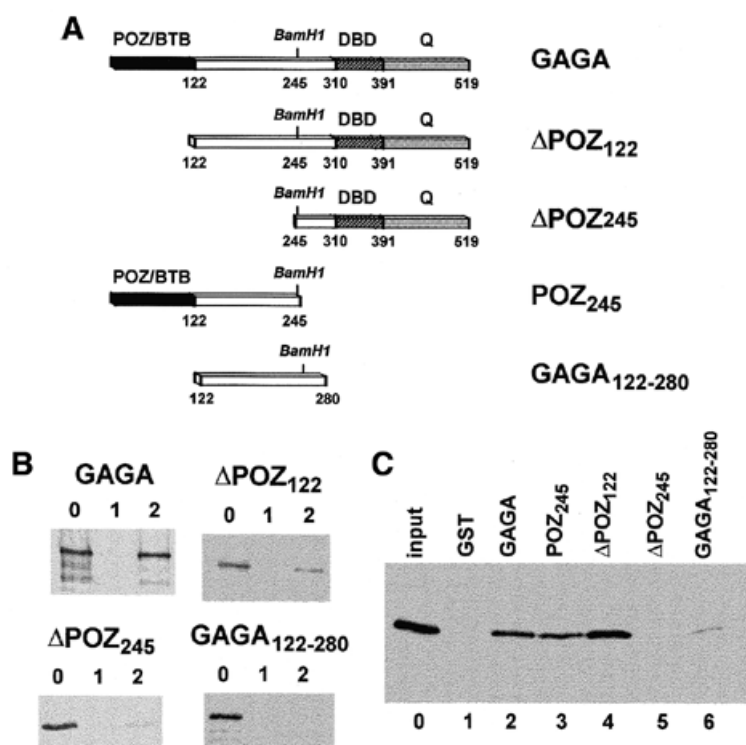 A
POZ/BTB BamH1 DBD Q
122 245 310 391 519
GAGA
BamH1 DBD Q
122 245 310 391 519
ΔPOZ122
BamH1 DBD Q
245 310 391 519
ΔPOZ245
POZ/BTB BamH1
122 245
POZ245
BamH1
122 280
GAGA122-280
B
GAGA
0 1 2
ΔPOZ122
0 1 2
ΔPOZ245
0 1 2
GAGA122-280
0 1 2
C
input GST GAGA POZ245 ΔPOZ122 ΔPOZ245 GAGA122-280
0 1 2 3 4 5 6